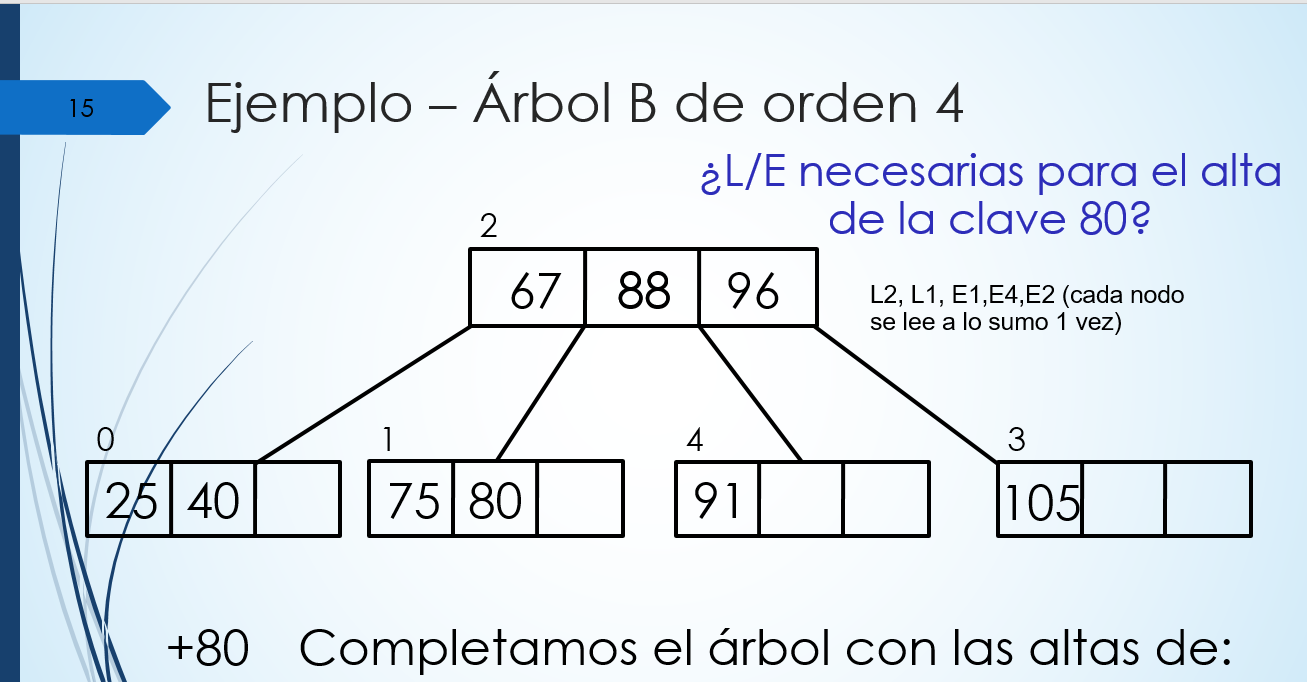 15
Ejemplo – Árbol B de orden 4
¿L/E necesarias para el alta
de la clave 80?
2
67 88 96
L2, L1, E1,E4,E2 (cada nodo
se lee a lo sumo 1 vez)
0 1 4 3
25 40 75 80 91 105
+80 Completamos el árbol con las altas de: